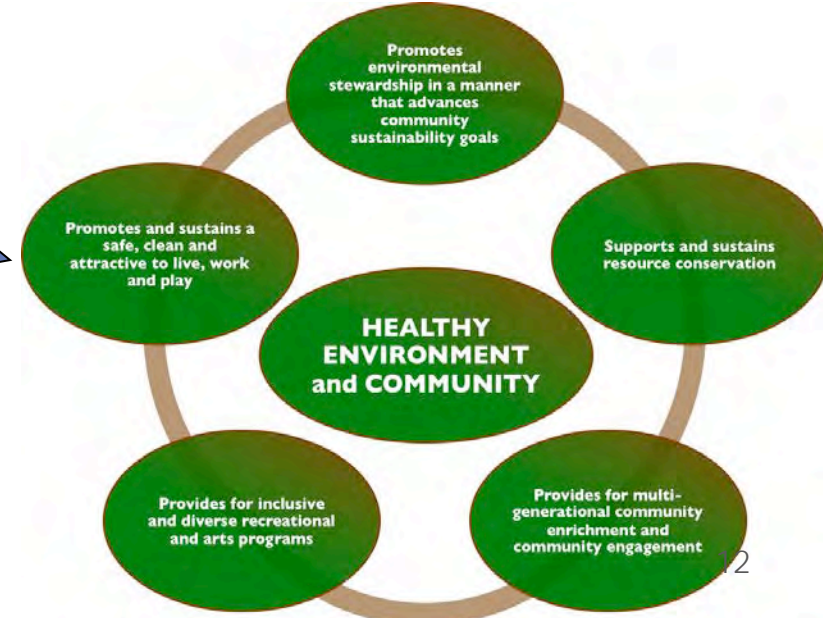 Promotes
environmental
stewardship in a manner
that advances
community
sustainability goals
Promotes and sustains a
safe, clean and
attractive to live, work
and play
Supports and sustains
resource conservation
HEALTHY
ENVIRONMENT
and COMMUNITY
Provides for inclusive
and diverse recreational
and arts programs
Provides for multi-
generational community
enrichment and
community engagement
12